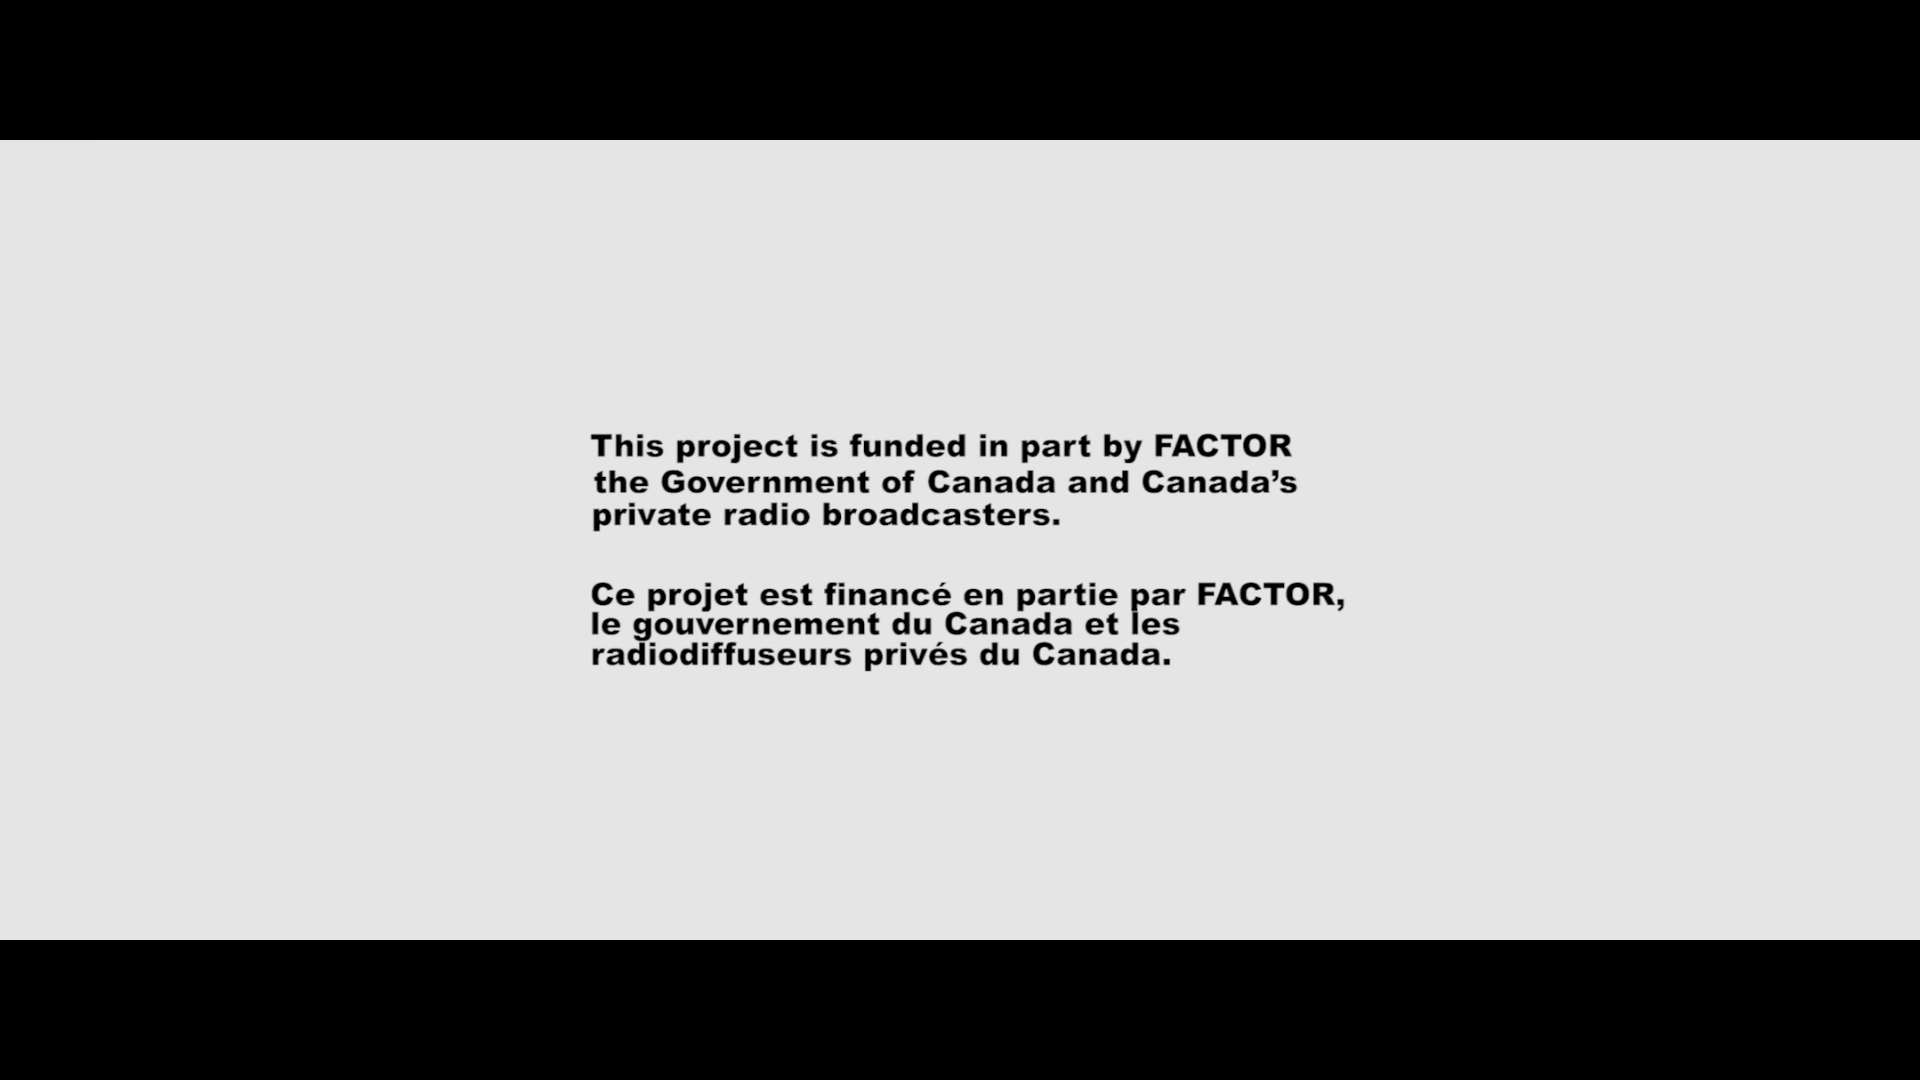 This project is funded in part by FACTOR
the Government of Canada and Canada’s
private radio broadcasters.
Ce projet est financé en partie par FACTOR,
le gouvernement du Canada et les
radiodiffuseurs privés du Canada.